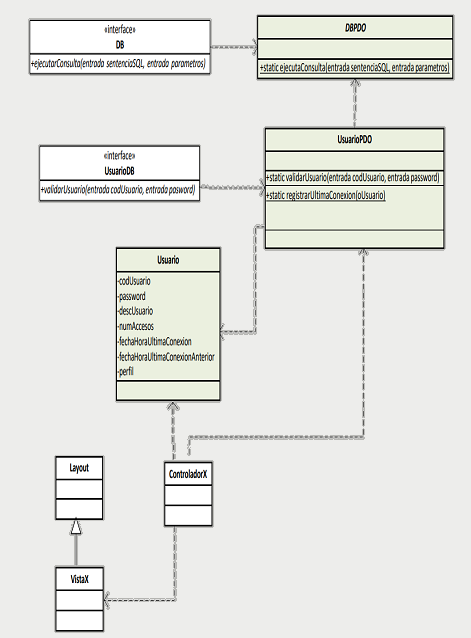 «interface»
DB
+ejecutarConsulta(entrada sentenciaSQL, entrada parametros)
DBPDO
+static ejecutaConsulta(entrada sentenciaSQL, entrada parametros)
«interface»
UsuarioDB
+validarUsuario(entrada codUsuario, entrada pasword)
UsuarioPDO
+static validarUsuario(entrada codUsuario, entrada password)
+static registrarUltimaConexion(oUsuario)
Usuario
-codUsuario
-password
-descUsuario
-numAccesos
-fechaHoraUltimaConexion
-fechaHoraUltimaConexionAnterior
-perfil
Layout
ControladorX
VistaX